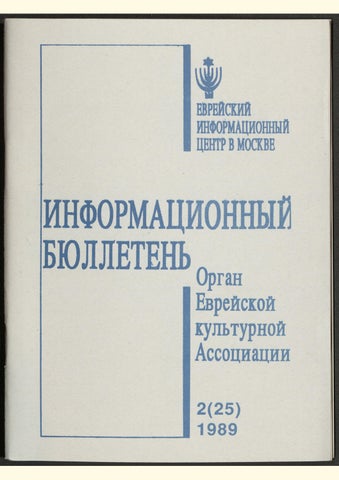 ЕВРЕЙСКИЙ
ИНФОРМАЦИОННЫЙ
ЦЕНТР В МОСКВЕ
ИНФОРМАЦИОННЫЙ
БЮЛЛЕТЕНЬ
Орган
Еврейской
культурной
Ассоциации
2(25)
1989